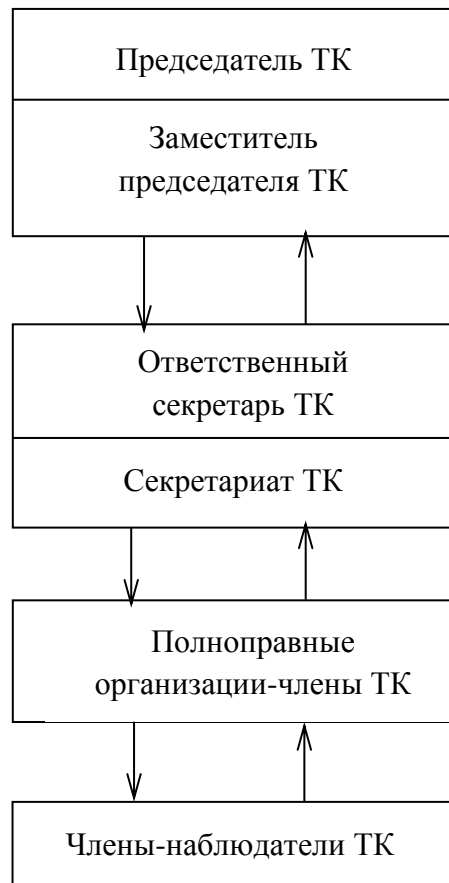 Председатель ТК
Заместитель
председателя ТК
Ответственный
секретарь ТК
Секретариат ТК
Полноправные
организации-члены ТК
Члены-наблюдатели ТК